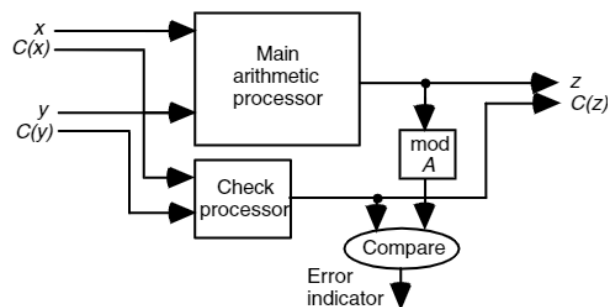 x
C(x)
Main
arithmetic
processor
z
C(z)
y
C(y)
mod
A
Check
processor
Compare
Error
indicator